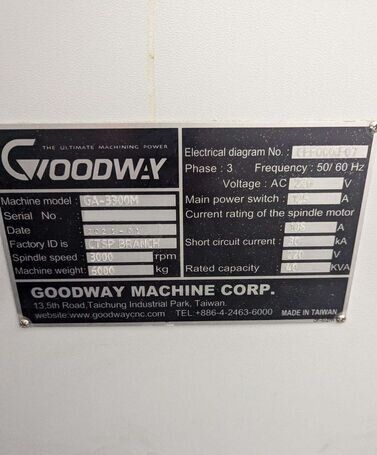 THE ULTIMATE MACHINING POWER
GOODWAY
Machine model : GA-3300M
Serial No. :
Date :
Factory ID is : CTSP BRANCH
Spindle speed : 3000 rpm
Machine weight : 6000 kg
Electrical diagram No. :
Phase : 3 Frequency : 50/ 60 Hz
Voltage : AC V
Main power switch : A
Current rating of the spindle motor
: A
Short circuit current : kA
: 220 V
Rated capacity : 40 KVA
GOODWAY MACHINE CORP.
13,5th Road,Taichung Industrial Park, Taiwan.
website:www.goodwaycnc.com TEL:+886-4-2463-6000 MADE IN TAIWAN